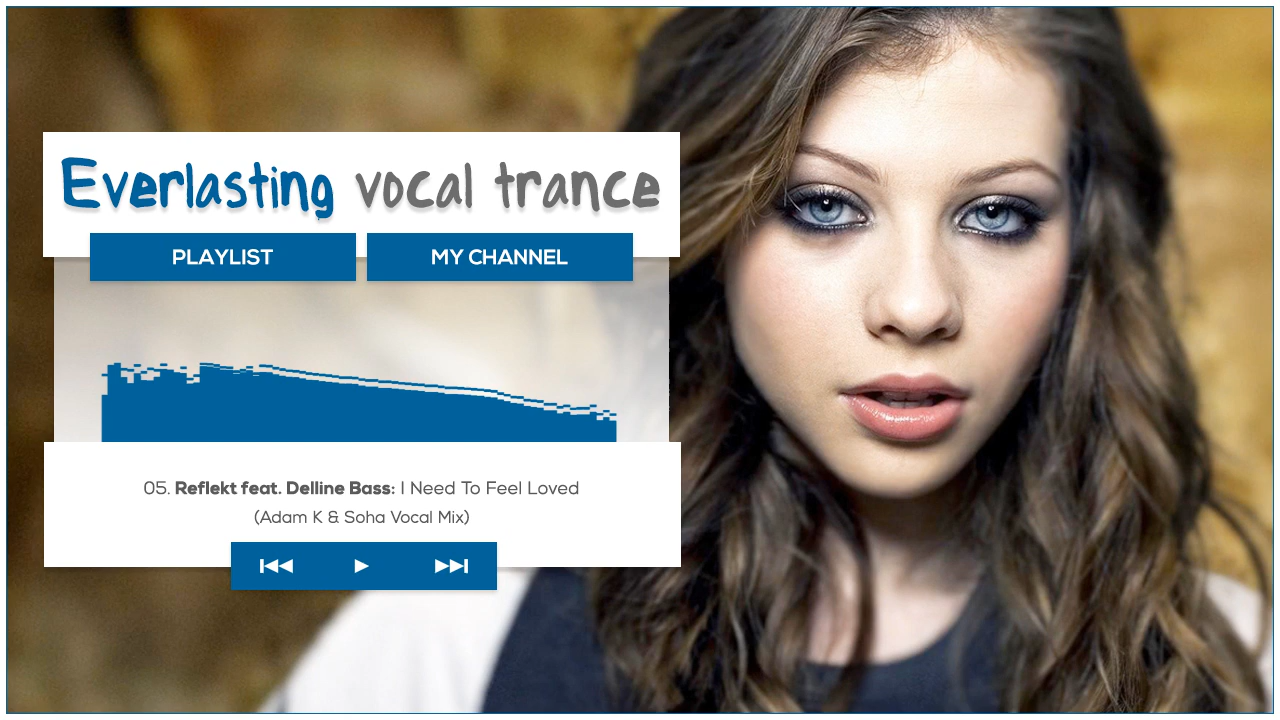 Everlasting vocal trance
PLAYLIST MY CHANNEL
05. Reflekt feat. Delline Bass: I Need To Feel Loved
(Adam K & Soha Vocal Mix)